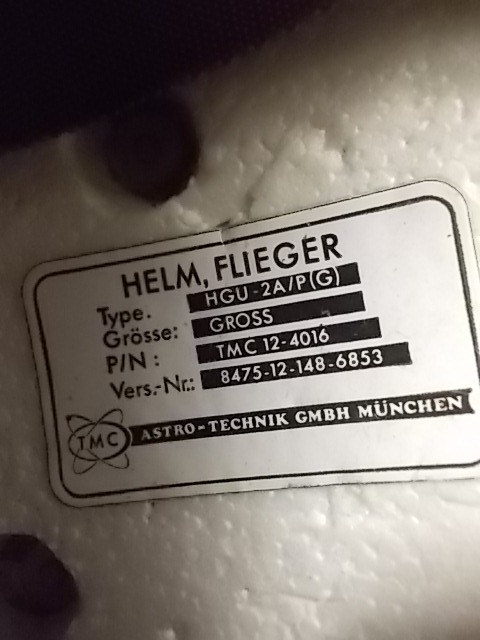 HELM, FLIEGER
Type. HGU-2A/P(G)
Grösse: GROSS
P/N: TMC 12-4016
Vers.-Nr.: 8475-12-148-6853
TMC ASTRO-TECHNIK GMBH MÜNCHEN